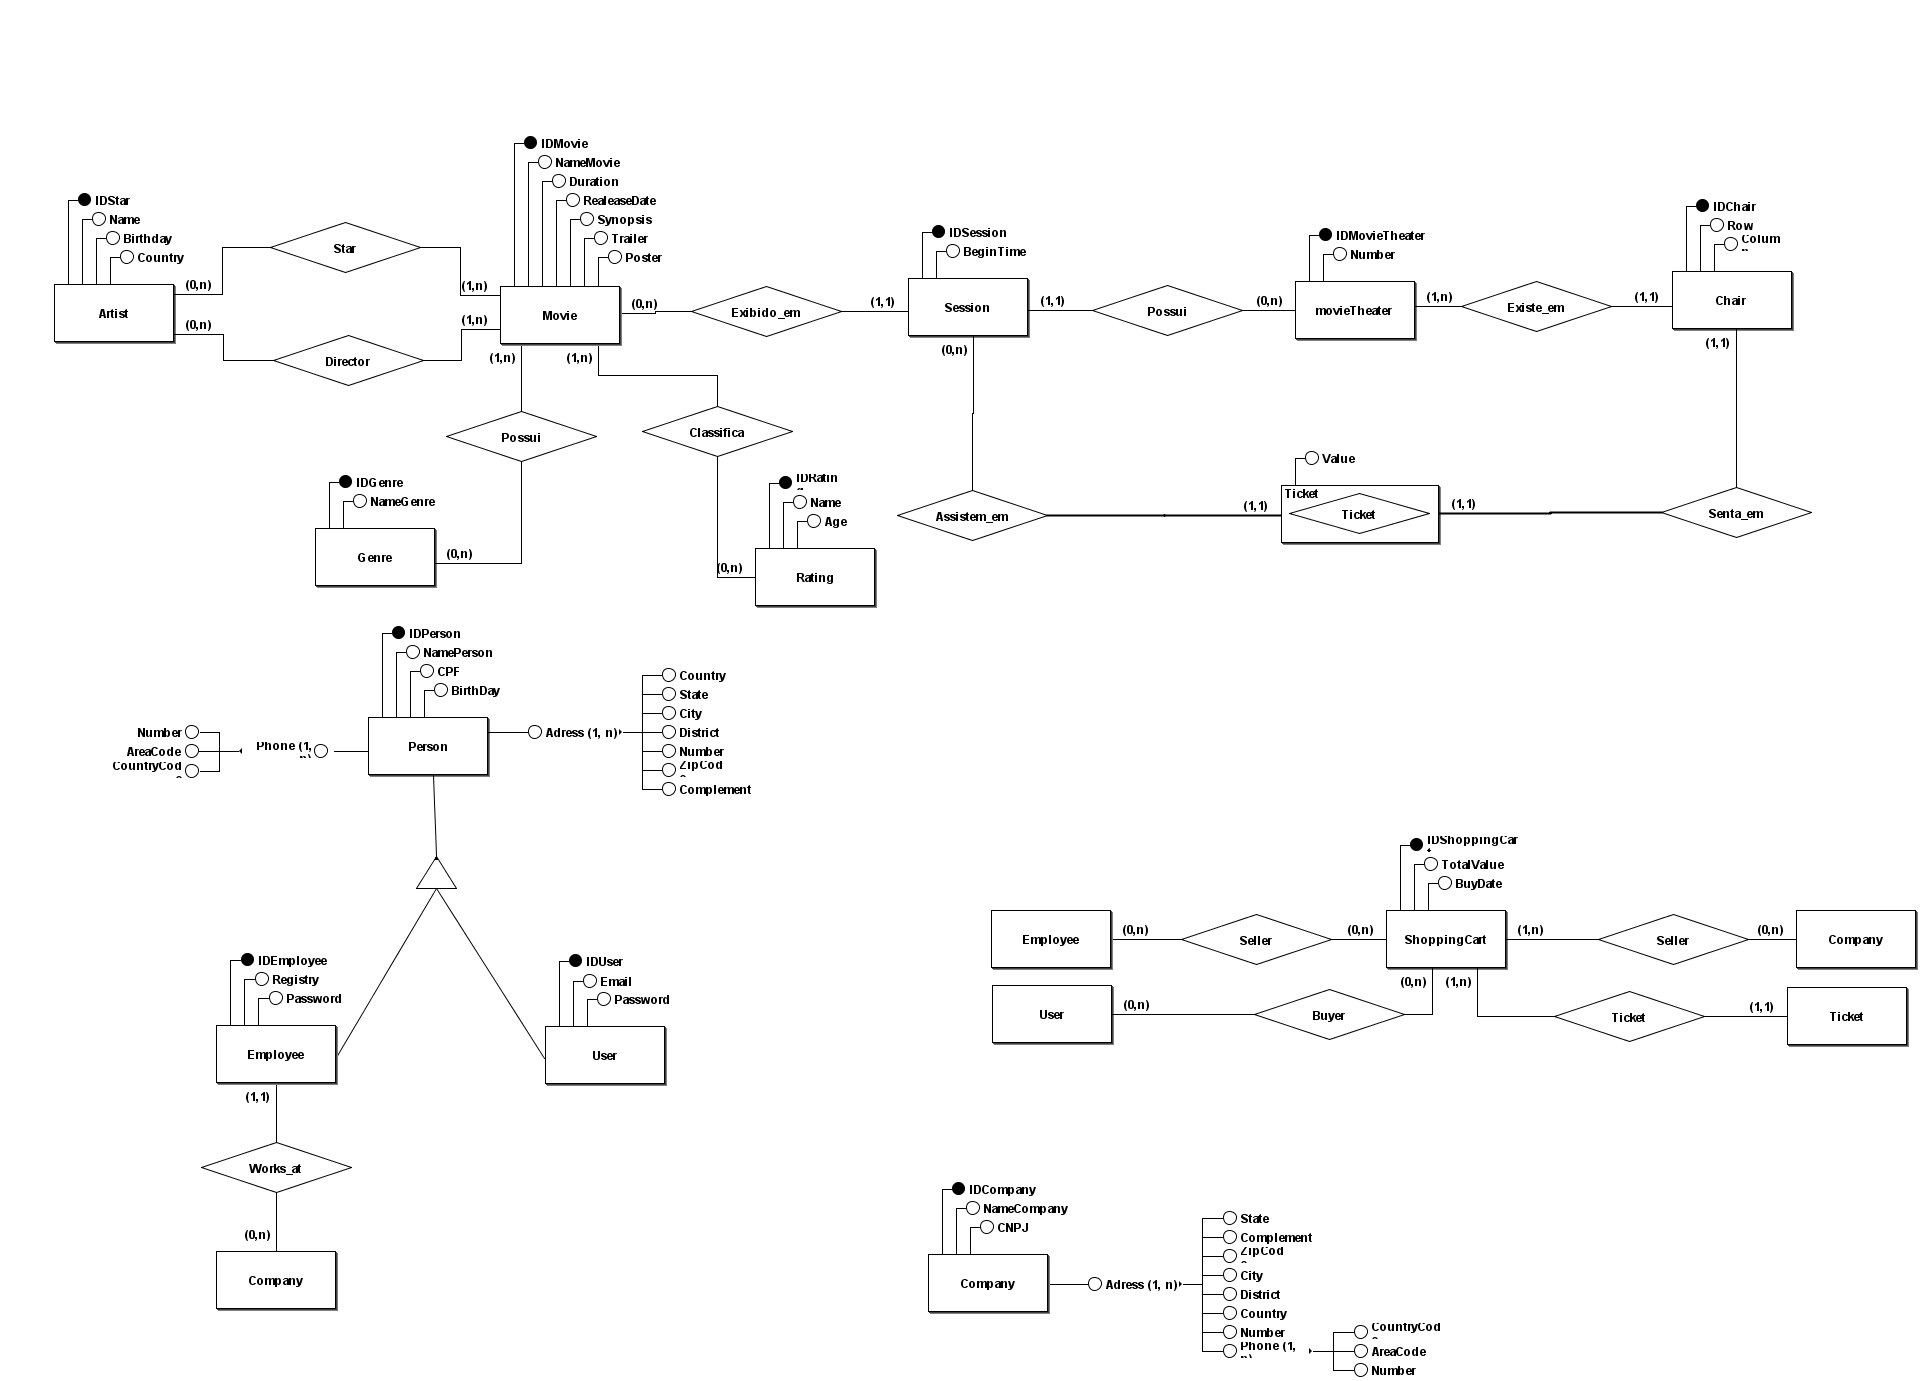 IDMovie
NameMovie
Duration
RealeaseDate
Synopsis
Trailer
Poster
IDStar
Name
Birthday
Country
Star
(0,n)
(1,n)
Artist
(0,n)
(1,n)
Director
Movie
(0,n)
Exibido_em
(1,1)
IDSession
BeginTime
Session
(1,1)
Possui
(0,n)
IDMovieTheater
Number
movieTheater
(1,n)
Existe_em
(1,1)
IDChair
Row
Colum
Chair
(1,n)
(1,n)
(0,n)
(1,1)
Possui
Classifica
IDGenre
NameGenre
Genre
(0,n)
IDRatin
Name
Age
(0,n)
Rating
Assistem_em
(1,1)
Value
Ticket
Ticket
(1,1)
Senta_em
IDPerson
NamePerson
CPF
BirthDay
Number
AreaCode
CountryCod
Phone (1,
Person
Adress (1, n)
Country
State
City
District
Number
ZipCod
Complement
IDEmployee
Registry
Password
Employee
IDUser
Email
Password
User
(1,1)
Works_at
(0,n)
Company
IDShoppingCar
TotalValue
BuyDate
Employee
(0,n)
Seller
(0,n)
ShoppingCart
(1,n)
Seller
(0,n)
Company
(0,n)
(1,n)
User
(0,n)
Buyer
Ticket
(1,1)
Ticket
IDCompany
NameCompany
CNPJ
Company
Adress (1, n)
State
Complement
ZipCod
City
District
Country
Number
Phone (1,
CountryCod
AreaCode
Number